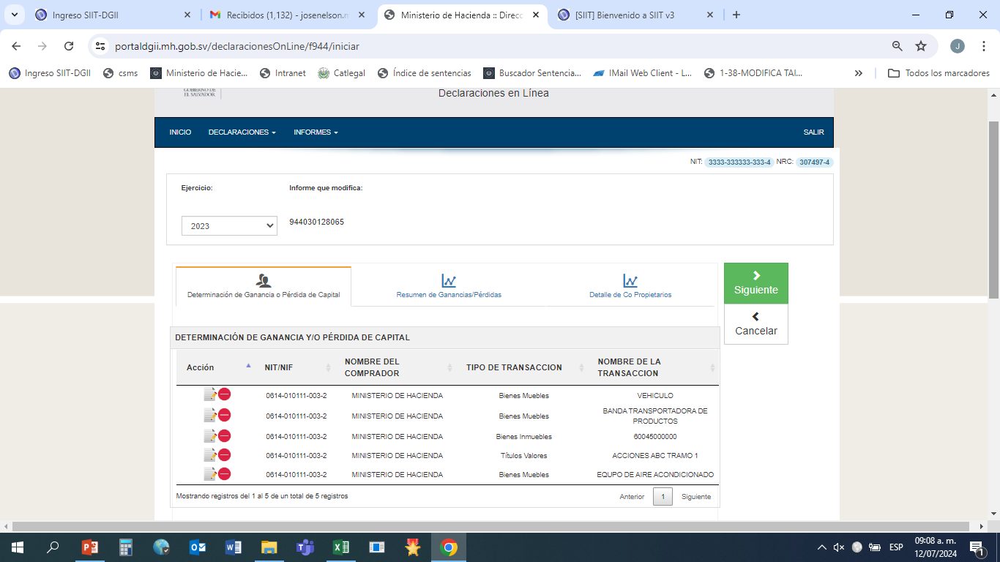 Ingreso SIIT-DGII
Recibidos (1,132) - josenelson.m
Ministerio de Hacienda :: Direcc
[SIIT] Bienvenido a SIIT v3
portaldgii.mh.gob.sv/declaracionesOnLine/f944/iniciar
J
Ingreso SIIT-DGII
csms
Ministerio de Hacie...
Intranet
Catlegal
Índice de sentencias
Buscador Sentencia...
IMail Web Client - L...
1-38-MODIFICA TAI...
Todos los marcadores
GOBIERNO DE
EL SALVADOR
Declaraciones en Línea
INICIO
DECLARACIONES
INFORMES
SALIR
NIT: 3333-333333-333-4 NRC: 307497-4
Ejercicio:
Informe que modifica:
2023
944030128065
Determinación de Ganancia o Pérdida de Capital
Resumen de Ganancias/Pérdidas
Detalle de Co Propietarios
Siguiente
Cancelar
DETERMINACIÓN DE GANANCIA Y/O PÉRDIDA DE CAPITAL
Acción
NIT/NIF
NOMBRE DEL
COMPRADOR
TIPO DE TRANSACCION
NOMBRE DE LA
TRANSACCION
0614-010111-003-2 MINISTERIO DE HACIENDA Bienes Muebles VEHICULO
0614-010111-003-2 MINISTERIO DE HACIENDA Bienes Muebles BANDA TRANSPORTADORA DE
PRODUCTOS
0614-010111-003-2 MINISTERIO DE HACIENDA Bienes Inmuebles 60045000000
0614-010111-003-2 MINISTERIO DE HACIENDA Títulos Valores ACCIONES ABC TRAMO 1
0614-010111-003-2 MINISTERIO DE HACIENDA Bienes Muebles EQUPO DE AIRE ACONDICIONADO
Mostrando registros del 1 al 5 de un total de 5 registros
Anterior 1 Siguiente
ESP
09:08 a. m.
12/07/2024
1